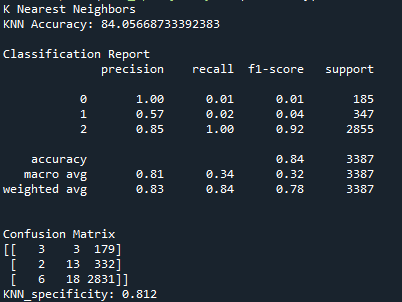 K Nearest Neighbors
KNN Accuracy: 84.05668733392383
Classification Report
precision recall f1-score support
0 1.00 0.01 0.01 185
1 0.57 0.02 0.04 347
2 0.85 1.00 0.92 2855
accuracy 0.84 3387
macro avg 0.81 0.34 0.32 3387
weighted avg 0.83 0.84 0.78 3387
Confusion Matrix
[[ 3 3 179]
[ 2 13 332]
[ 6 18 2831]]
KNN_specificity: 0.812